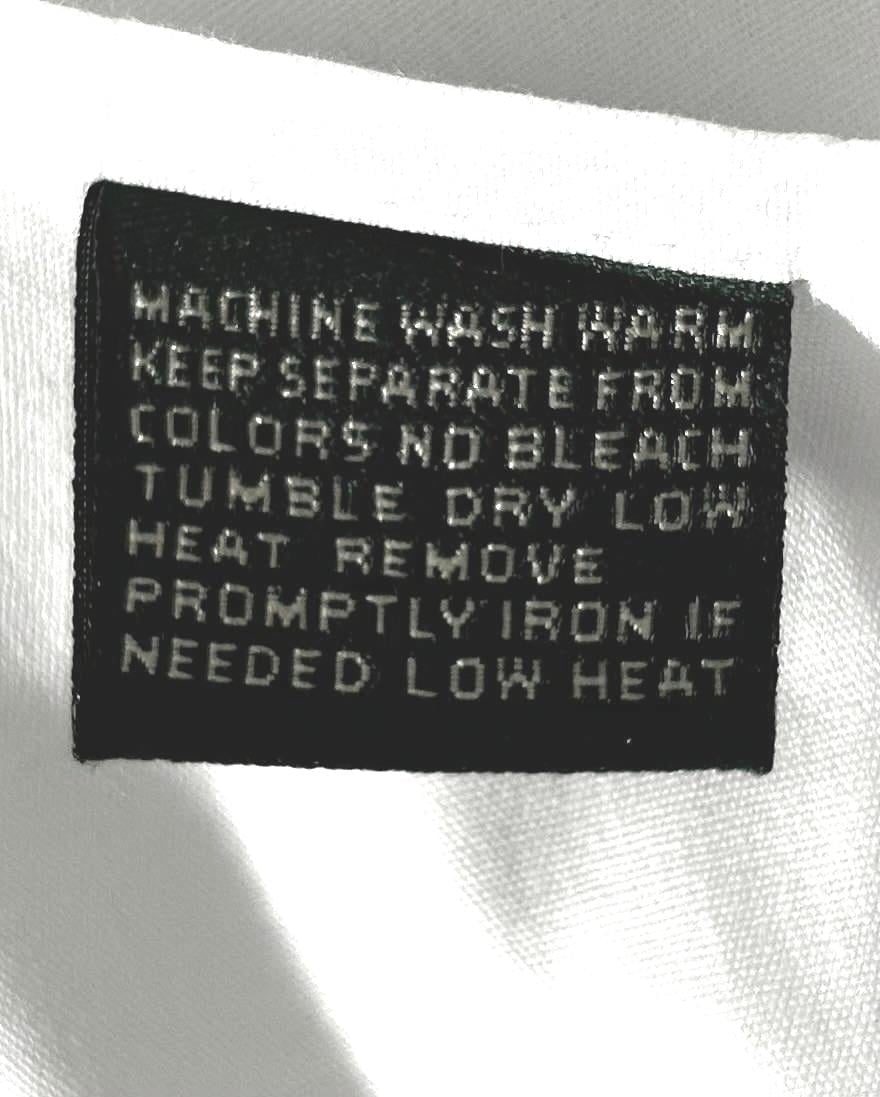 MACHINE WASH WARM
KEEP SEPARATE FROM
COLORS NO BLEACH
TUMBLE DRY LOW
HEAT REMOVE
PROMPTLY IRON IF
NEEDED LOW HEAT